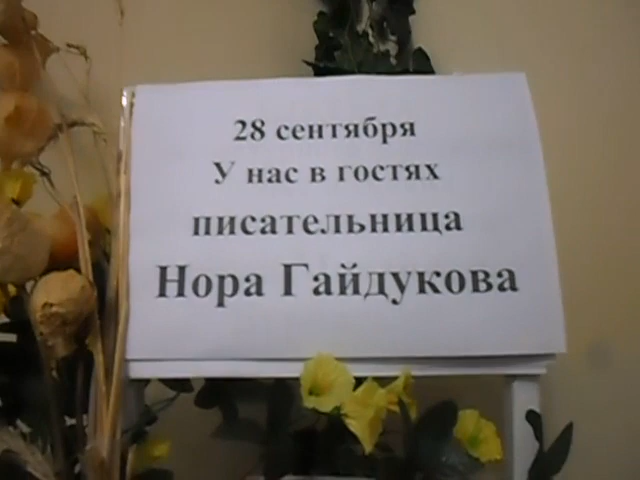 28 сентября
У нас в гостях
писательница
Нора Гайдукова